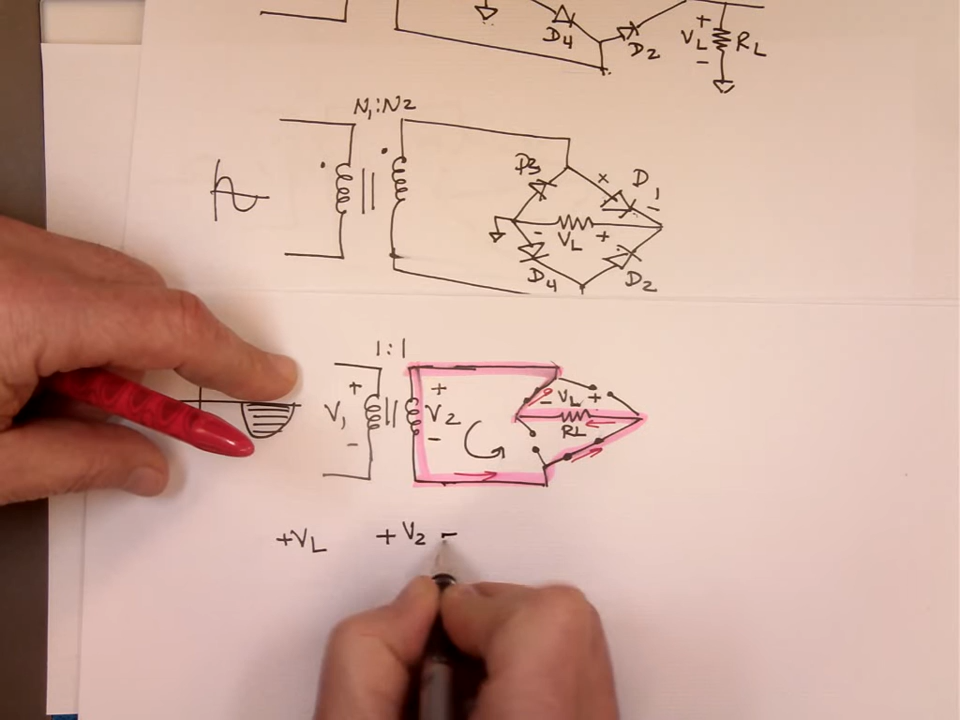 D4
D2
+
VL
-
RL
N1:N2
D3
+
D1
-
- VL +
D4
D2
1:1
+
V1
-
+
V2
-
- VL +
RL
+VL +V2 =